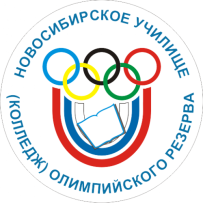 НОВОСИБИРСКОЕ УЧИЛИЩЕ
(КОЛЛЕДЖ) ОЛИМПИЙСКОГО РЕЗЕРВА